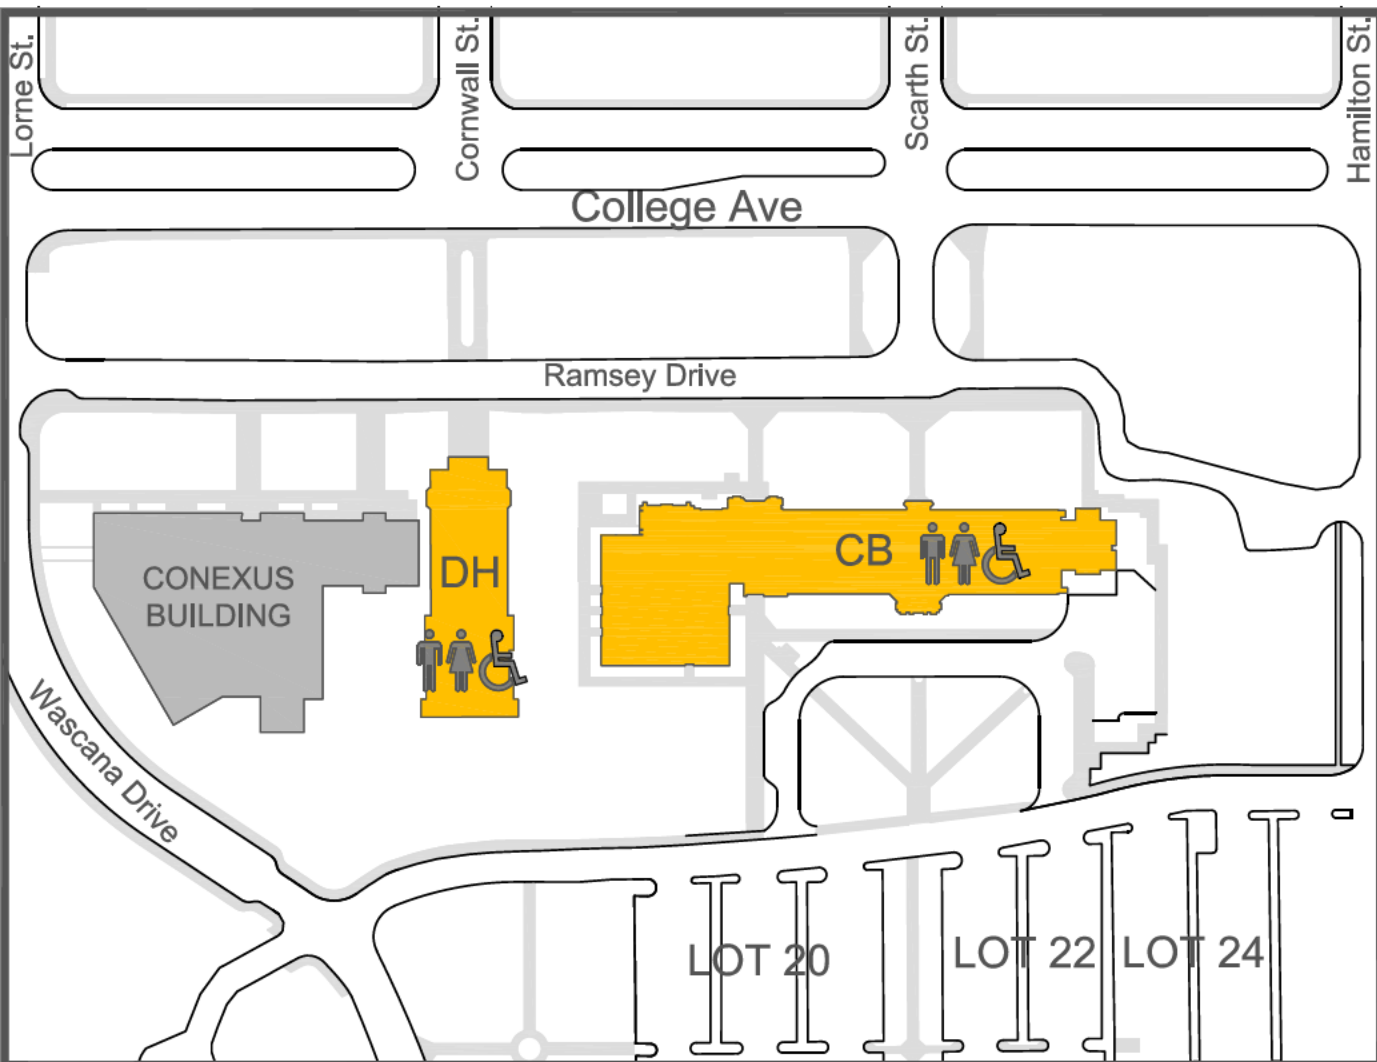 Lorne St.
Cornwall St.
Scarth St.
Hamilton St.
College Ave
Ramsey Drive
DH
CB
CONEXUS
BUILDING
Wascana Drive
LOT 20
LOT 22
LOT 24